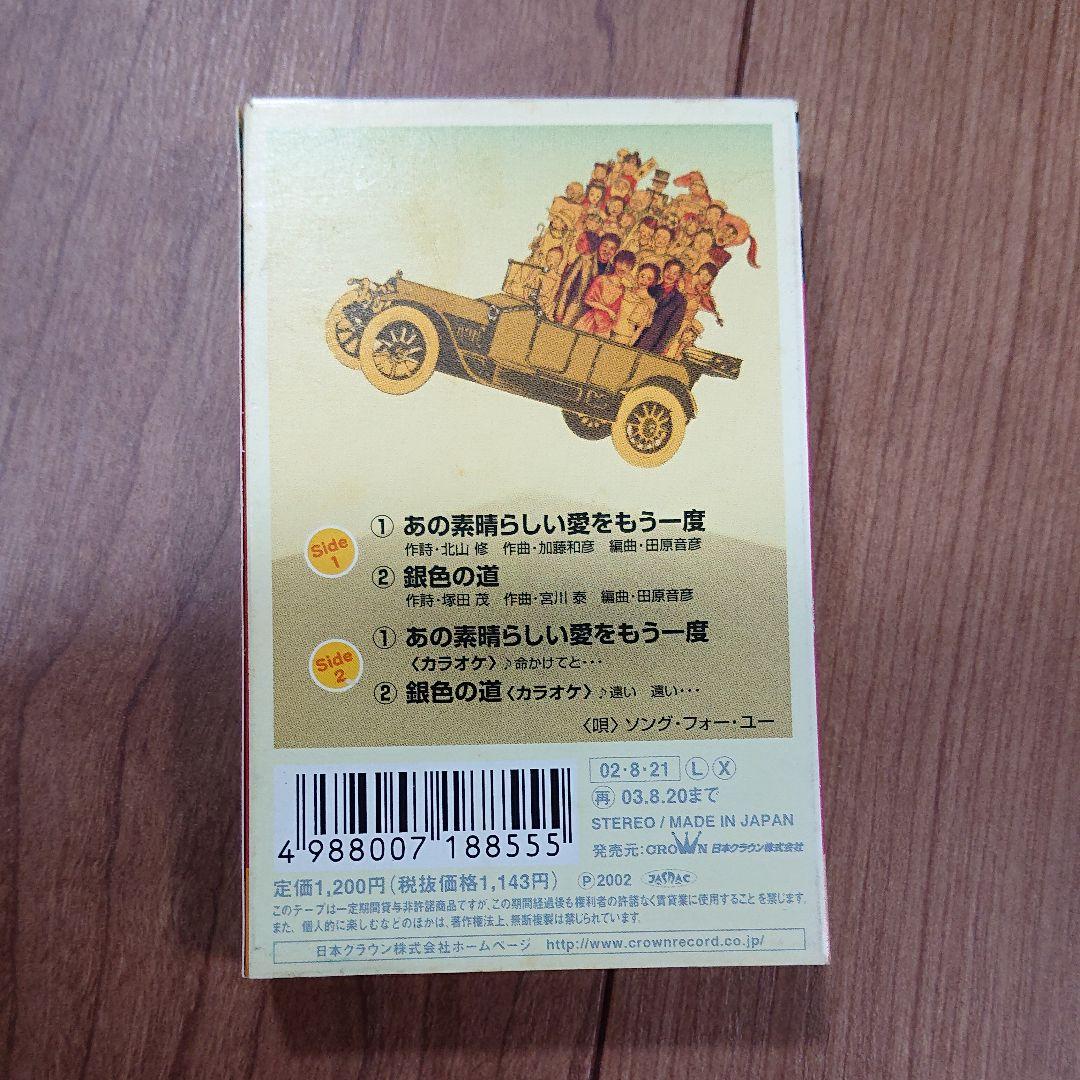 Side 1
① あの素晴らしい愛をもう一度
作詩・北山 修 作曲・加藤和彦 編曲・田原音彦
② 銀色の道
作詩・塚田 茂 作曲・宮川 泰 編曲・田原音彦
Side 2
① あの素晴らしい愛をもう一度
〈カラオケ〉♪命かけてと・・・
② 銀色の道〈カラオケ〉♪遠い 遠い・・・
〈唄〉ソング・フォー・ユー
02・8・21 Ⓛ Ⓧ
再 03.8.20まで
STEREO / MADE IN JAPAN
発売元:CROWN 日本クラウン株式会社
4 988007 188555
定価1,200円(税抜価格1,143円) Ⓟ2002 JASRAC
このテープは一定期間貸与非許諾商品ですが、この期間経過後も権利者の許諾なく賃貸業に使用することを禁じます。
また、個人的に楽しむなどのほかは、著作権法上、無断複製は禁じられています。
日本クラウン株式会社ホームページ http://www.crownrecord.co.jp/